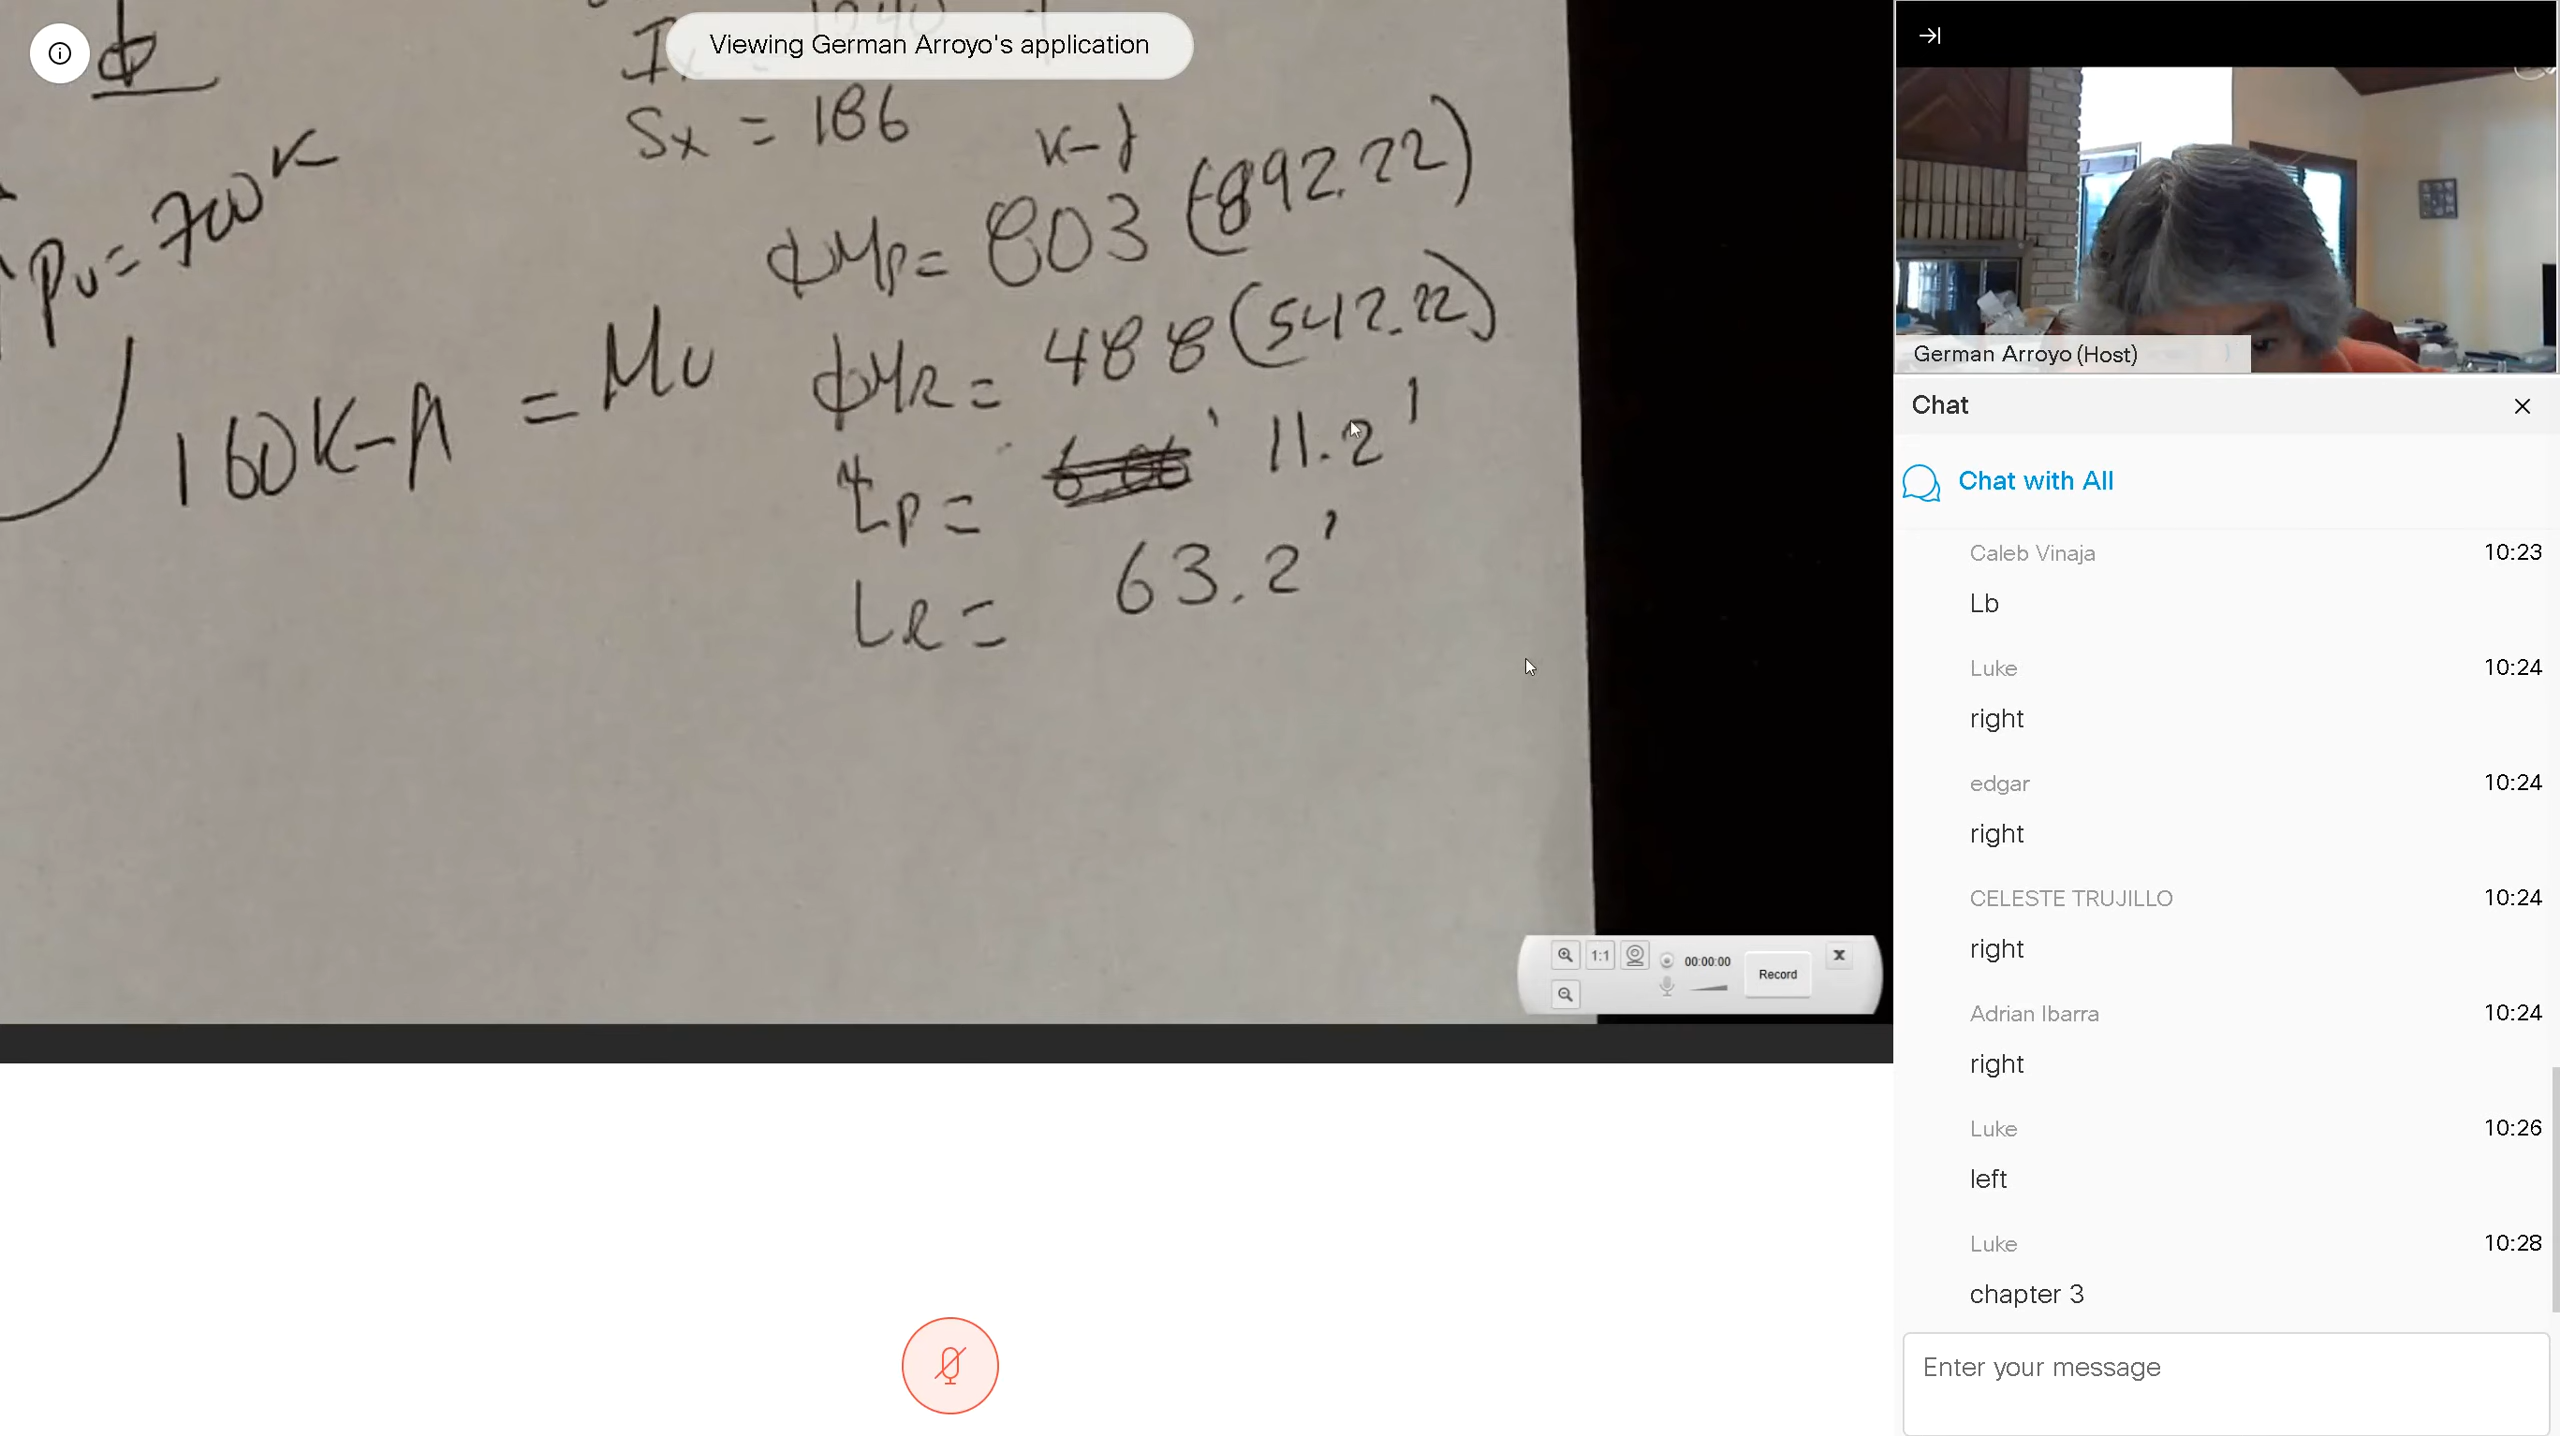 Viewing German Arroyo's application
ϕ
Ix =
Sx = 186
Pu = 700K
K-f
ϕMp = 803 (892.22)
160K-A = Mu
ϕMR = 488 (542.22)
Lp = 6.06' 11.2'
LR = 63.2'
00:00:00
Record
1:1
x
German Arroyo (Host)
Chat
Chat with All
Caleb Vinaja 10:23
Lb
Luke 10:24
right
edgar 10:24
right
CELESTE TRUJILLO 10:24
right
Adrian Ibarra 10:24
right
Luke 10:26
left
Luke 10:28
chapter 3
Enter your message